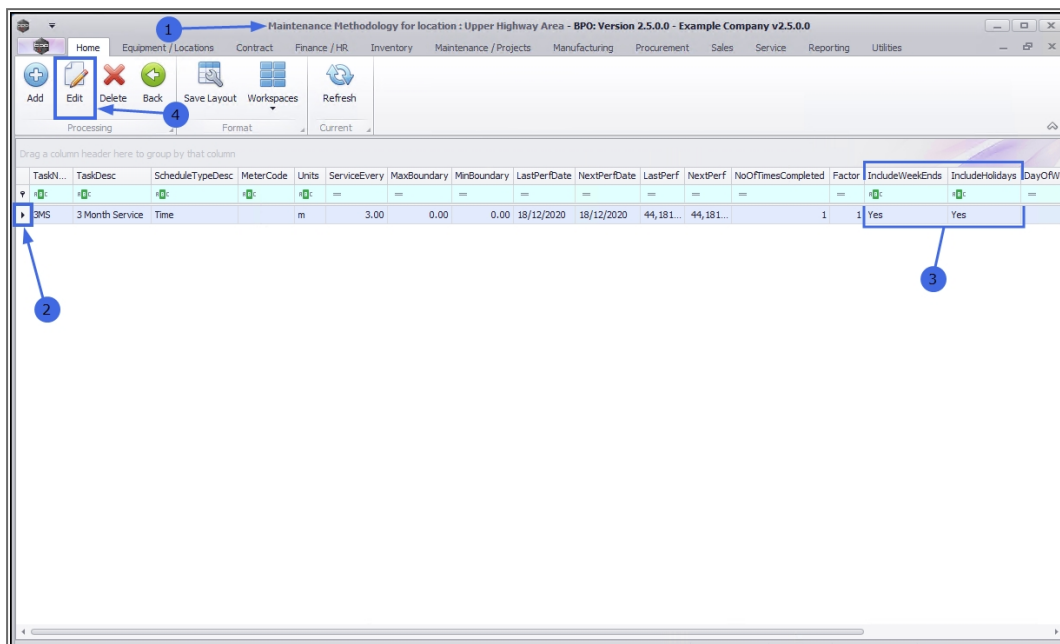 1
Maintenance Methodology for location : Upper Highway Area - BPO: Version 2.5.0.0 - Example Company v2.5.0.0
Home Equipment / Locations Contract Finance / HR Inventory Maintenance / Projects Manufacturing Procurement Sales Service Reporting Utilities
Add Edit Delete Back Save Layout Workspaces Refresh
4
Processing Format Current
Drag a column header here to group by that column
TaskN... TaskDesc ScheduleTypeDesc MeterCode Units ServiceEvery MaxBoundary MinBoundary LastPerfDate NextPerfDate LastPerf NextPerf NoOfTimesCompleted Factor IncludeWeekEnds IncludeHolidays DayOfW
3MS 3 Month Service Time m 3.00 0.00 0.00 18/12/2020 18/12/2020 44,181... 44,181... 1 1 Yes Yes
3
2